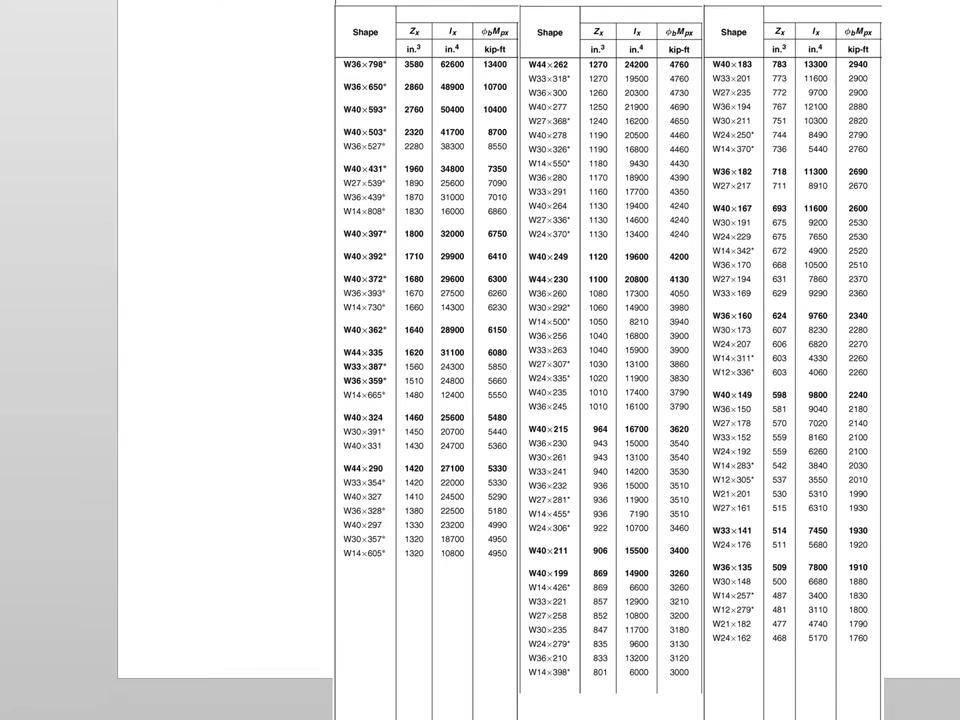 Shape Zx Ix ϕbMpx
in.3 in.4 kip-ft
W36×798* 3580 62600 13400
W36×650* 2860 48900 10700
W40×593* 2760 50400 10400
W40×503* 2320 41700 8700
W36×527* 2280 38300 8550
W40×431* 1960 34800 7350
W27×539* 1890 25600 7090
W36×439* 1870 31000 7010
W14×808* 1830 16000 6860
W40×397* 1800 32000 6750
W40×392* 1710 29900 6410
W40×372* 1680 29600 6300
W36×393* 1670 27500 6260
W14×730* 1660 14300 6230
W40×362* 1640 28900 6150
W44×335 1620 31100 6080
W33×387* 1560 24300 5850
W36×359* 1510 24800 5660
W14×665* 1480 12400 5550
W40×324 1460 25600 5480
W30×391* 1450 20700 5440
W40×331 1430 24700 5360
W44×290 1420 27100 5330
W33×354* 1420 22000 5330
W40×327 1410 24500 5290
W36×328* 1380 22500 5180
W40×297 1330 23200 4990
W30×357* 1320 18700 4950
W14×605* 1320 10800 4950
Shape Zx Ix ϕbMpx
in.3 in.4 kip-ft
W44×262 1270 24200 4760
W33×318* 1270 19500 4760
W36×300 1260 20300 4730
W40×277 1250 21900 4690
W27×368* 1240 16200 4650
W40×278 1190 20500 4460
W30×326* 1190 16800 4460
W14×550* 1180 9430 4430
W36×280 1170 18900 4390
W33×291 1160 17700 4350
W40×264 1130 19400 4240
W27×336* 1130 14600 4240
W24×370* 1130 13400 4240
W40×249 1120 19600 4200
W44×230 1100 20800 4130
W36×260 1080 17300 4050
W30×292* 1060 14900 3980
W14×500* 1050 8210 3940
W36×256 1040 16800 3900
W33×263 1040 15900 3900
W27×307* 1030 13100 3860
W24×335* 1020 11900 3830
W40×235 1010 17400 3790
W36×245 1010 16100 3790
W40×215 964 16700 3620
W36×230 943 15000 3540
W30×261 943 13100 3540
W33×241 940 14200 3530
W36×232 936 15000 3510
W27×281* 936 11900 3510
W14×455* 936 7190 3510
W24×306* 922 10700 3460
W40×211 906 15500 3400
W40×199 869 14900 3260
W14×426* 869 6600 3260
W33×221 857 12900 3210
W27×258 852 10800 3200
W30×235 847 11700 3180
W24×279* 835 9600 3130
W36×210 833 13200 3120
W14×398* 801 6000 3000
Shape Zx Ix ϕbMpx
in.3 in.4 kip-ft
W40×183 783 13300 2940
W33×201 773 11600 2900
W27×235 772 9700 2900
W36×194 767 12100 2880
W30×211 751 10300 2820
W24×250* 744 8490 2790
W14×370* 736 5440 2760
W36×182 718 11300 2690
W27×217 711 8910 2670
W40×167 693 11600 2600
W30×191 675 9200 2530
W24×229 675 7650 2530
W14×342* 672 4900 2520
W36×170 668 10500 2510
W27×194 631 7860 2370
W33×169 629 9290 2360
W36×160 624 9760 2340
W30×173 607 8230 2280
W24×207 606 6820 2270
W14×311* 603 4330 2260
W12×336* 603 4060 2260
W40×149 598 9800 2240
W36×150 581 9040 2180
W27×178 570 7020 2140
W33×152 559 8160 2100
W24×192 559 6260 2100
W14×283* 542 3840 2030
W12×305* 537 3550 2010
W21×201 530 5310 1990
W27×161 515 6310 1930
W33×141 514 7450 1930
W24×176 511 5680 1920
W36×135 509 7800 1910
W30×148 500 6680 1880
W14×257* 487 3400 1830
W12×279* 481 3110 1800
W21×182 477 4740 1790
W24×162 468 5170 1760